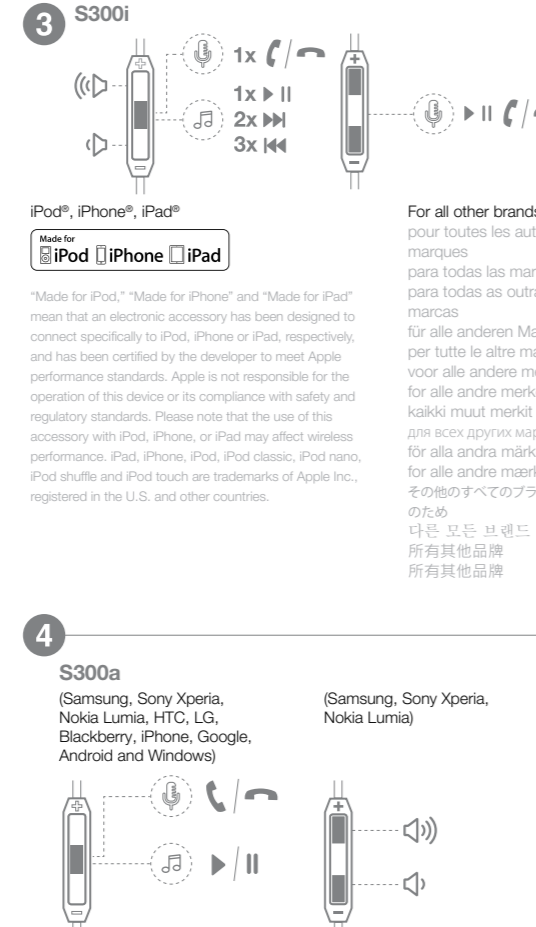 3
S300i
1x
1x
2x
3x
iPod®, iPhone®, iPad®
Made for
iPod iPhone iPad
“Made for iPod,” “Made for iPhone” and “Made for iPad”
mean that an electronic accessory has been designed to
connect specifically to iPod, iPhone or iPad, respectively,
and has been certified by the developer to meet Apple
performance standards. Apple is not responsible for the
operation of this device or its compliance with safety and
regulatory standards. Please note that the use of this
accessory with iPod, iPhone, or iPad may affect wireless
performance. iPad, iPhone, iPod, iPod classic, iPod nano,
iPod shuffle and iPod touch are trademarks of Apple Inc.,
registered in the U.S. and other countries.
For all other brands
pour toutes les
marques
para todas las
para todas as
marcas
für alle anderen
per tutte le altre
voor alle andere
for alle andre
kaikki muut merkit
для всех других
för alla andra
for alle andre
その他のすべてのブラ
のため
다른 모든 브랜드
所有其他品牌
所有其他品牌
4
S300a
(Samsung, Sony Xperia,
Nokia Lumia, HTC, LG,
Blackberry, iPhone, Google,
Android and Windows)
(Samsung, Sony Xperia,
Nokia Lumia)